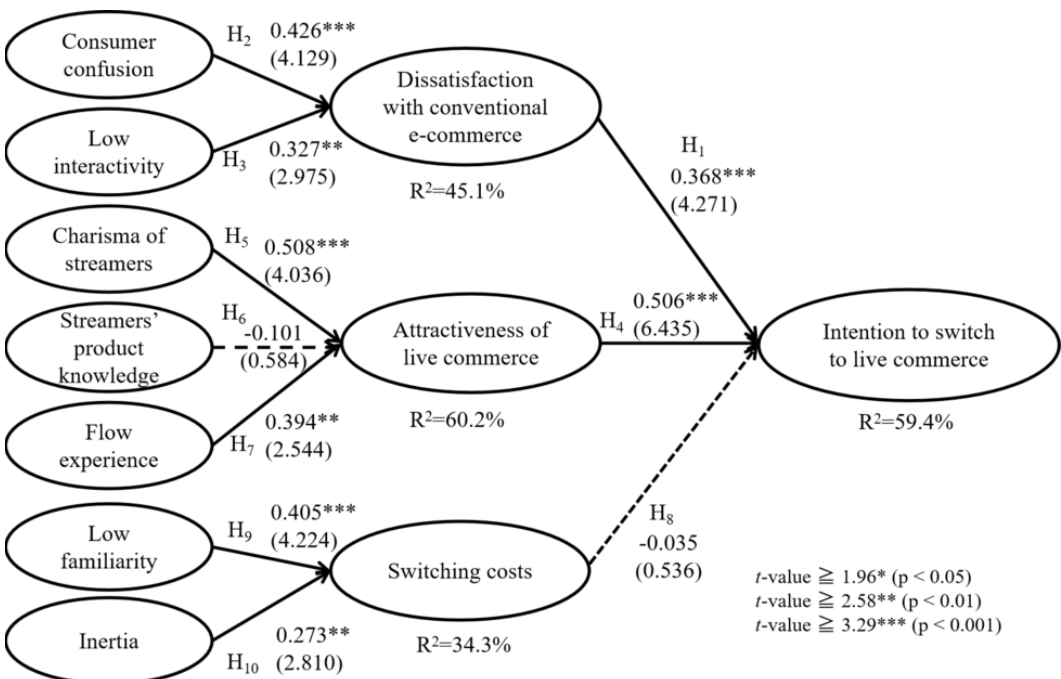 Consumer
confusion
H2 0.426***
(4.129)
Low
interactivity
H3 0.327**
(2.975)
Dissatisfaction
with conventional
e-commerce
R²=45.1%
H1
0.368***
(4.271)
Charisma of
streamers
H5 0.508***
(4.036)
Streamers’
product
knowledge
H6
-0.101
(0.584)
Flow
experience
H7 0.394**
(2.544)
Attractiveness of
live commerce
R²=60.2%
H4 0.506***
(6.435)
Intention to switch
to live commerce
R²=59.4%
Low
familiarity
H9 0.405***
(4.224)
Inertia
H10 0.273**
(2.810)
Switching costs
R²=34.3%
H8
-0.035
(0.536)
t-value ≧ 1.96* (p < 0.05)
t-value ≧ 2.58** (p < 0.01)
t-value ≧ 3.29*** (p < 0.001)